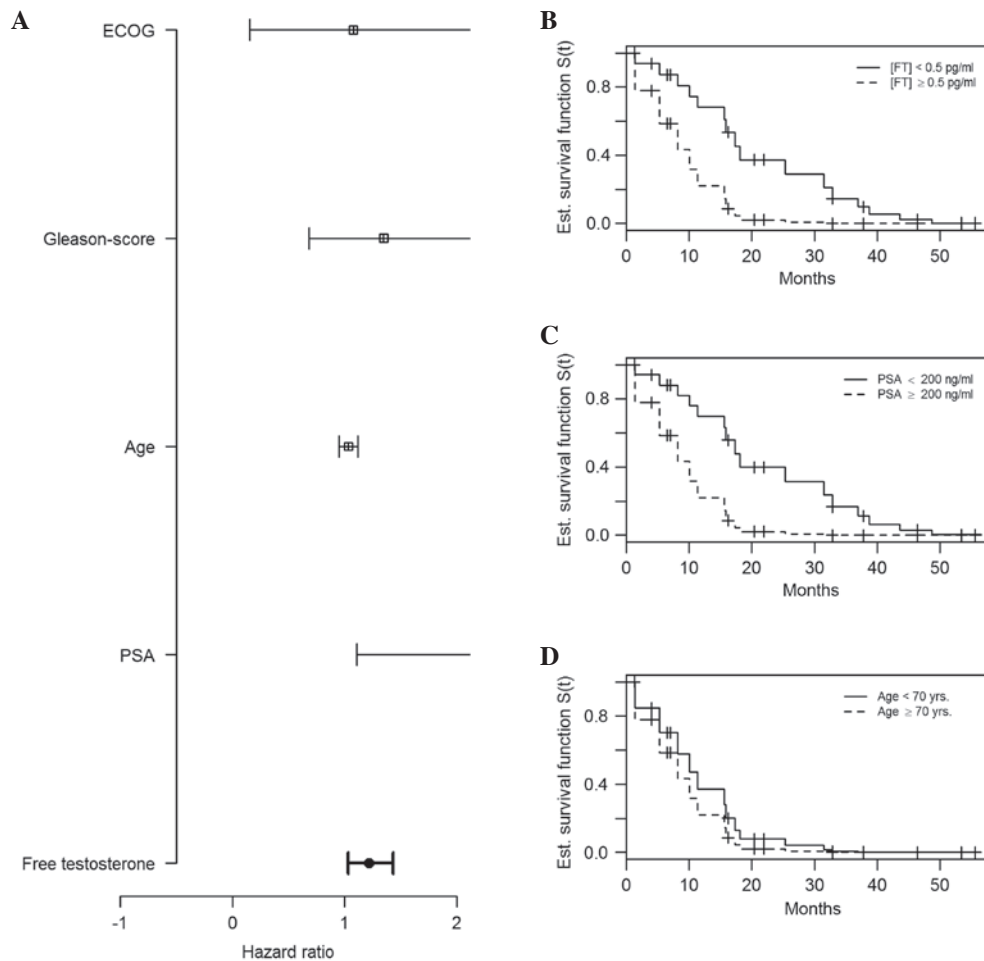 A
ECOG
Gleason-score
Age
PSA
Free testosterone
-1 0 1 2
Hazard ratio
B
Est. survival function S(t)
0.8
0.4
0.0
[FT] < 0.5 pg/ml
[FT] ≥ 0.5 pg/ml
0 10 20 30 40 50
Months
C
Est. survival function S(t)
0.8
0.4
0.0
PSA < 200 ng/ml
PSA ≥ 200 ng/ml
0 10 20 30 40 50
Months
D
Est. survival function S(t)
0.8
0.4
0.0
Age < 70 yrs.
Age ≥ 70 yrs.
0 10 20 30 40 50
Months